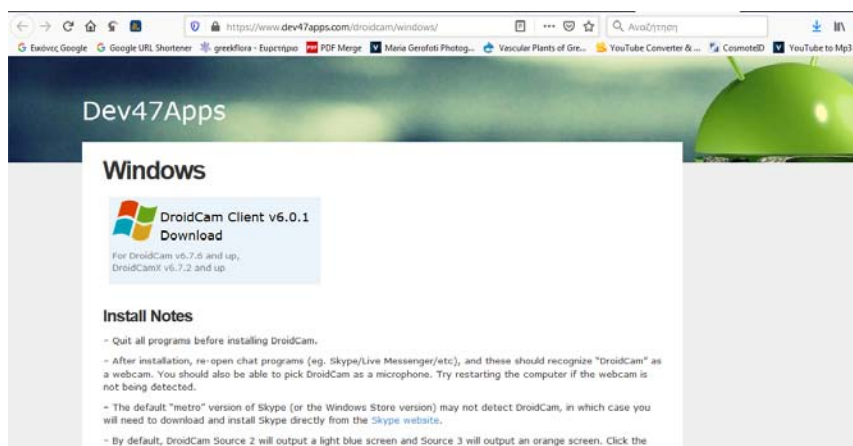 https://www.dev47apps.com/droidcam/windows/
Αναζήτηση
Εικόνες Google
Google URL Shortener
greekflora - Ευρετήριο
PDF Merge
Maria Gerofoti Photog...
Vascular Plants of Gre...
YouTube Converter & ...
CosmoteID
YouTube to Mp3
Dev47Apps
Windows
DroidCam Client v6.0.1
Download
For DroidCam v6.7.6 and up,
DroidCamX v6.7.2 and up
Install Notes
- Quit all programs before installing DroidCam.
- After installation, re-open chat programs (eg. Skype/Live Messenger/etc), and these should recognize "DroidCam" as
a webcam. You should also be able to pick DroidCam as a microphone. Try restarting the computer if the webcam is
not being detected.
- The default "metro" version of Skype (or the Windows Store version) may not detect DroidCam, in which case you
will need to download and install Skype directly from the Skype website.
- By default, DroidCam Source 2 will output a light blue screen and Source 3 will output an orange screen. Click the